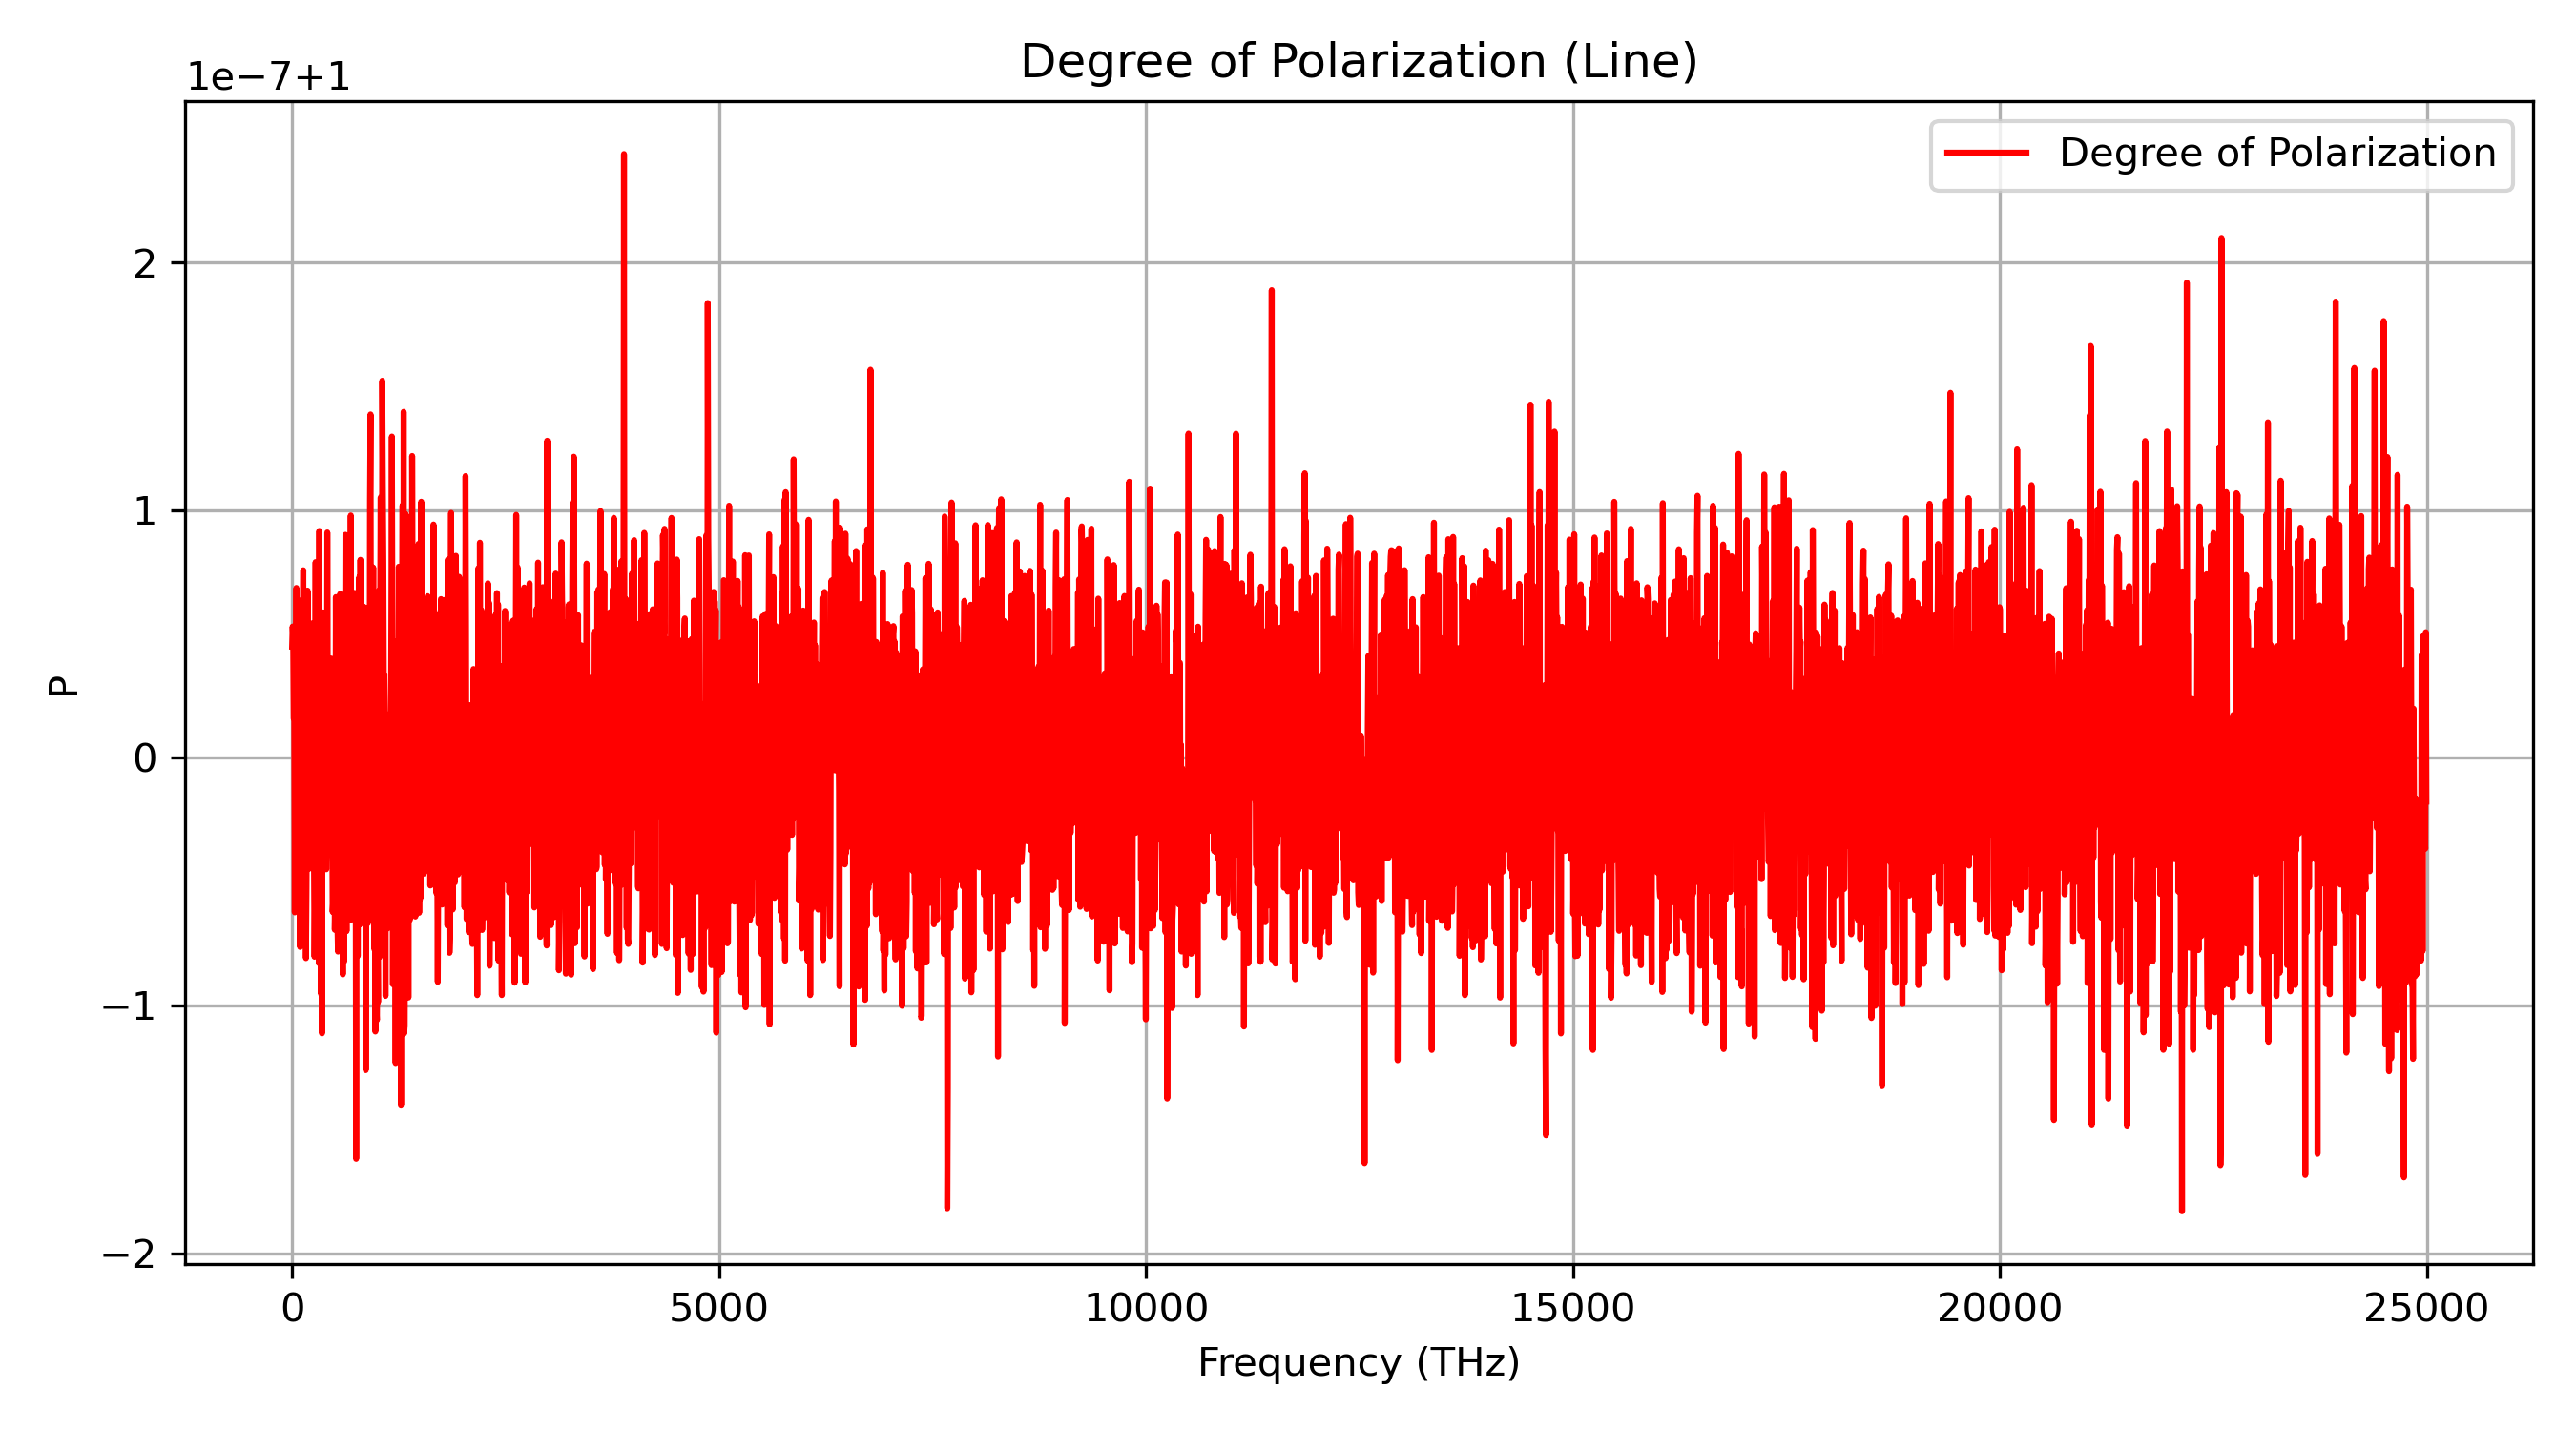 Degree of Polarization (Line)
1e−7+1
Degree of Polarization
2
1
0
−1
−2
P
0 5000 10000 15000 20000 25000
Frequency (THz)